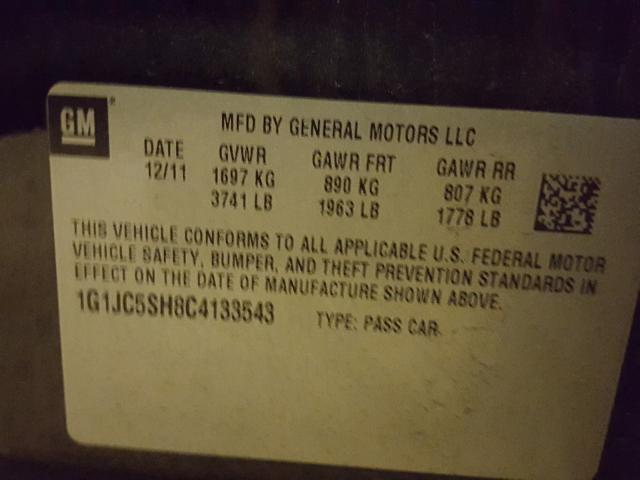 GM
MFD BY GENERAL MOTORS LLC
DATE GVWR GAWR FRT GAWR RR
12/11 1697 KG 890 KG 807 KG
3741 LB 1963 LB 1778 LB
THIS VEHICLE CONFORMS TO ALL APPLICABLE U.S. FEDERAL MOTOR
VEHICLE SAFETY, BUMPER, AND THEFT PREVENTION STANDARDS IN
EFFECT ON THE DATE OF MANUFACTURE SHOWN ABOVE.
1G1JC5SH8C4133543 TYPE: PASS CAR